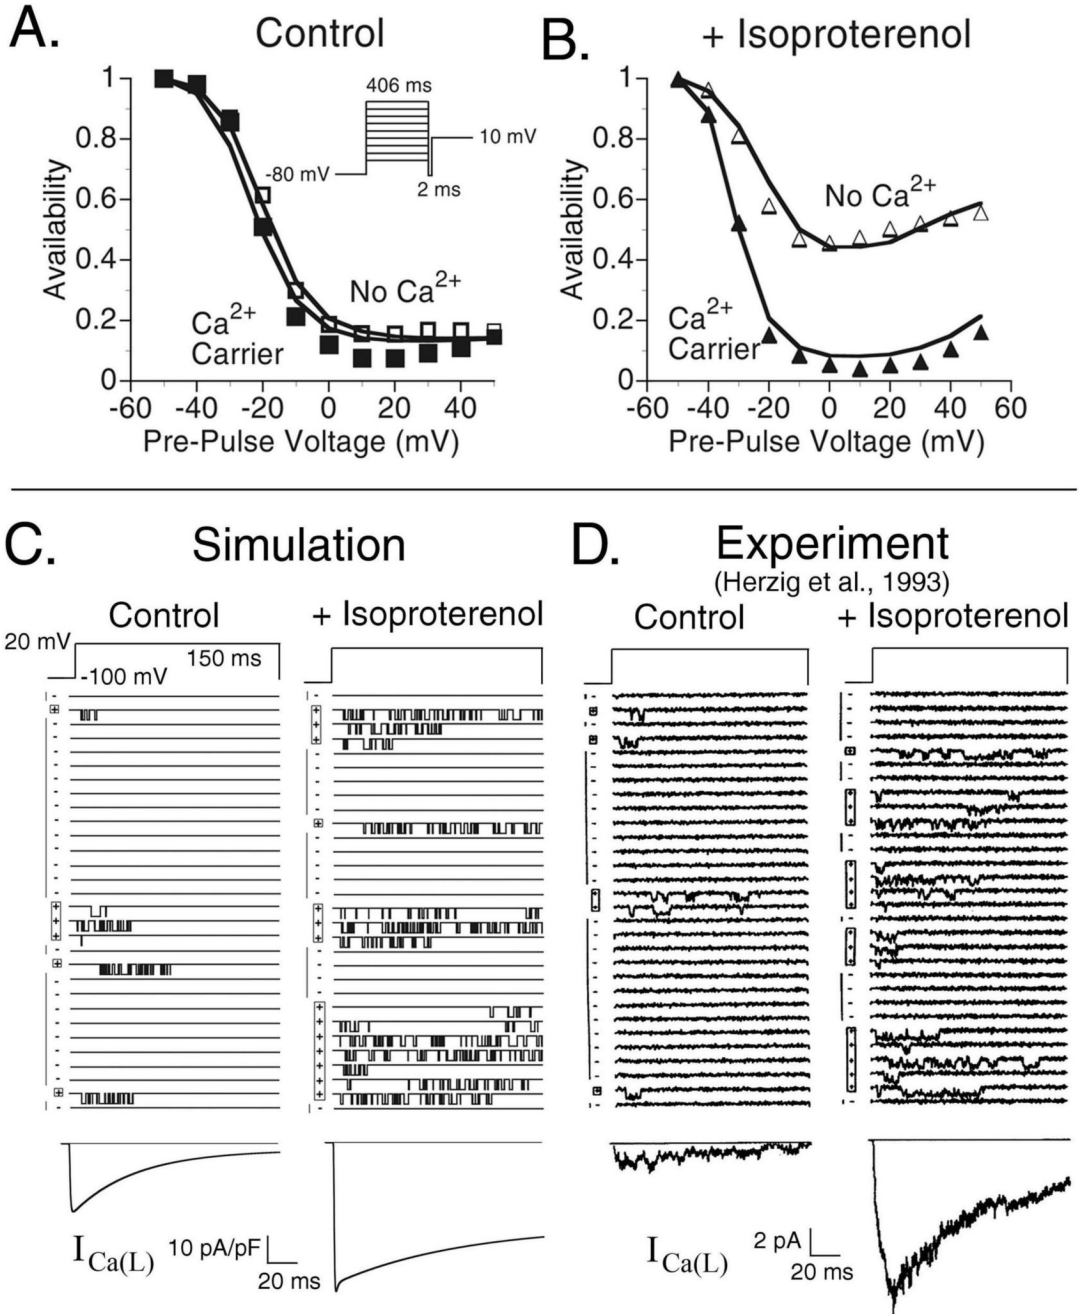 A.
Control
1
0.8
0.6
0.4
0.2
0
Availability
-60 -40 -20 0 20 40
Pre-Pulse Voltage (mV)
406 ms
-80 mV
10 mV
2 ms
No Ca2+
Ca2+
Carrier
B.
+ Isoproterenol
1
0.8
0.6
0.4
0.2
0
Availability
-60 -40 -20 0 20 40 60
Pre-Pulse Voltage (mV)
No Ca2+
Ca2+
Carrier
C.
Simulation
Control
+ Isoproterenol
20 mV
150 ms
-100 mV
ICa(L)
10 pA/pF
20 ms
D.
Experiment
(Herzig et al., 1993)
Control
+ Isoproterenol
ICa(L)
2 pA
20 ms